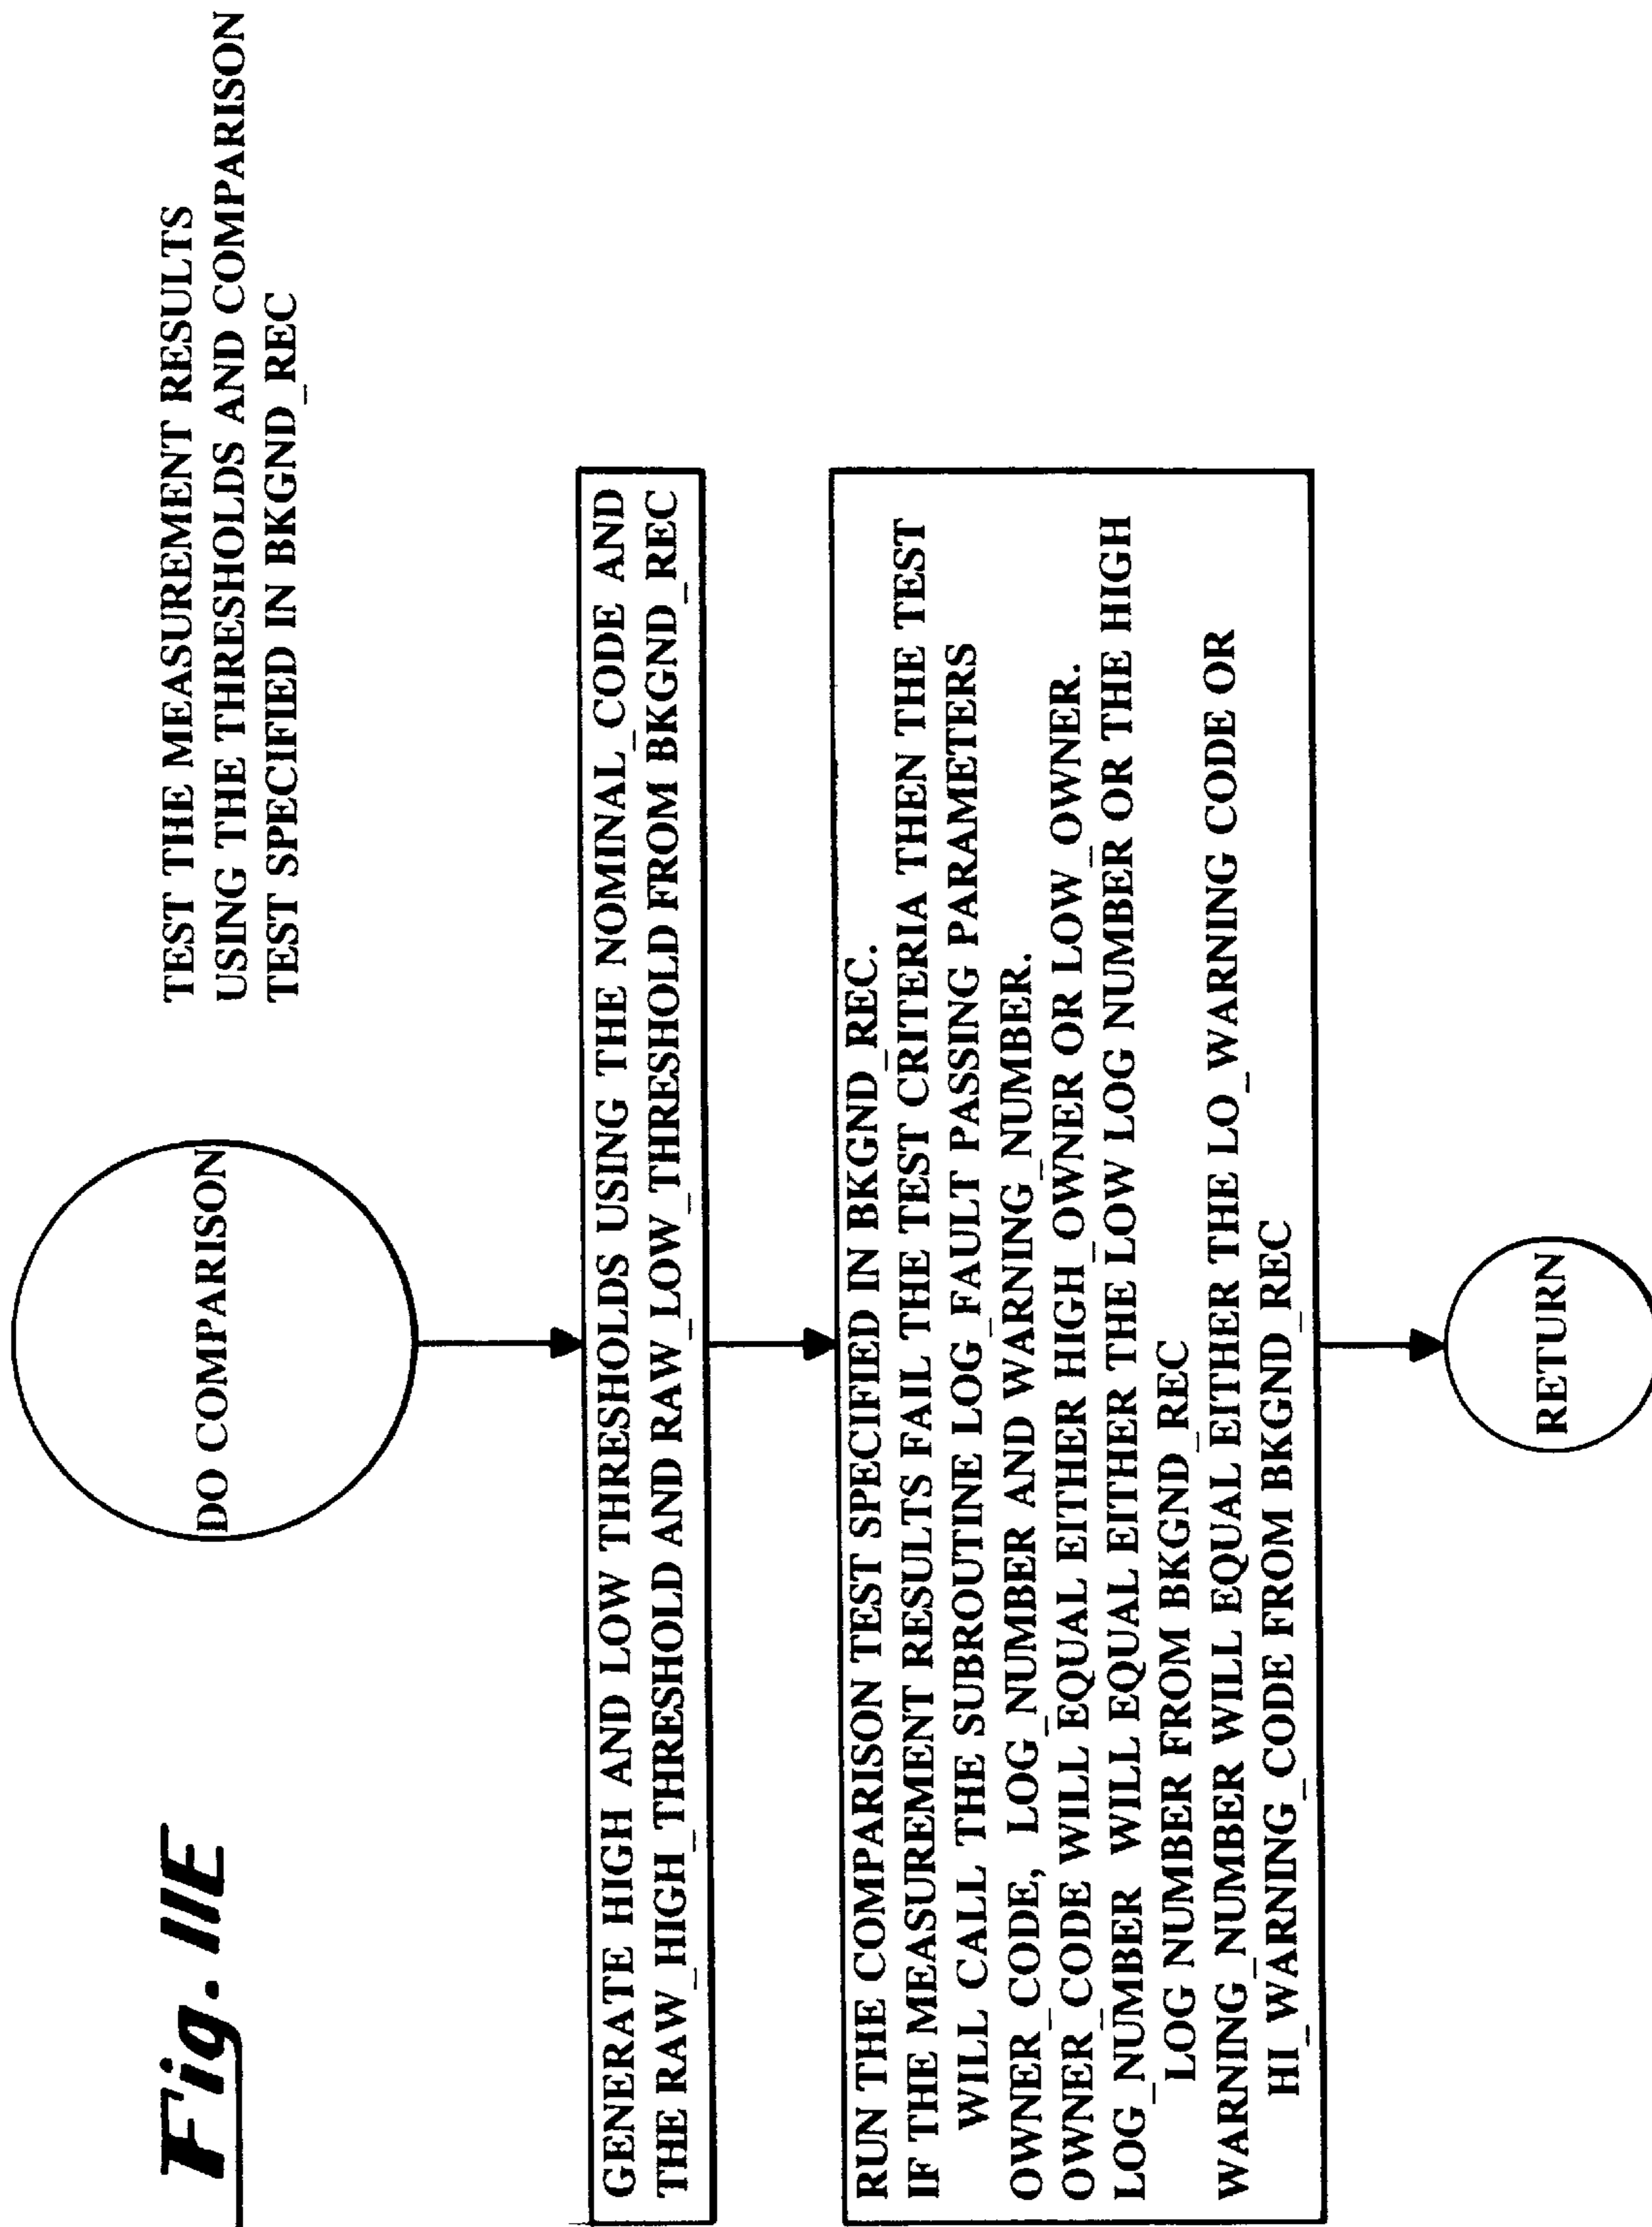 Fig. 11E
DO COMPARISON
TEST THE MEASUREMENT RESULTS
USING THE THRESHOLDS AND COMPARISON
TEST SPECIFIED IN BKGND_REC
GENERATE HIGH AND LOW THRESHOLDS USING THE NOMINAL_CODE AND
THE RAW_HIGH_THRESHOLD AND RAW_LOW_THRESHOLD FROM BKGND_REC
RUN THE COMPARISON TEST SPECIFIED IN BKGND_REC.
IF THE MEASUREMENT RESULTS FAIL THE TEST CRITERIA THEN THE TEST
WILL CALL THE SUBROUTINE LOG_FAULT PASSING PARAMETERS
OWNER_CODE, LOG_NUMBER AND WARNING_NUMBER.
OWNER_CODE WILL EQUAL EITHER HIGH_OWNER OR LOW_OWNER.
LOG_NUMBER WILL EQUAL EITHER THE LOW LOG NUMBER OR THE HIGH
LOG NUMBER FROM BKGND_REC
WARNING_NUMBER WILL EQUAL EITHER THE LO_WARNING CODE OR
HI_WARNING_CODE FROM BKGND_REC
RETURN